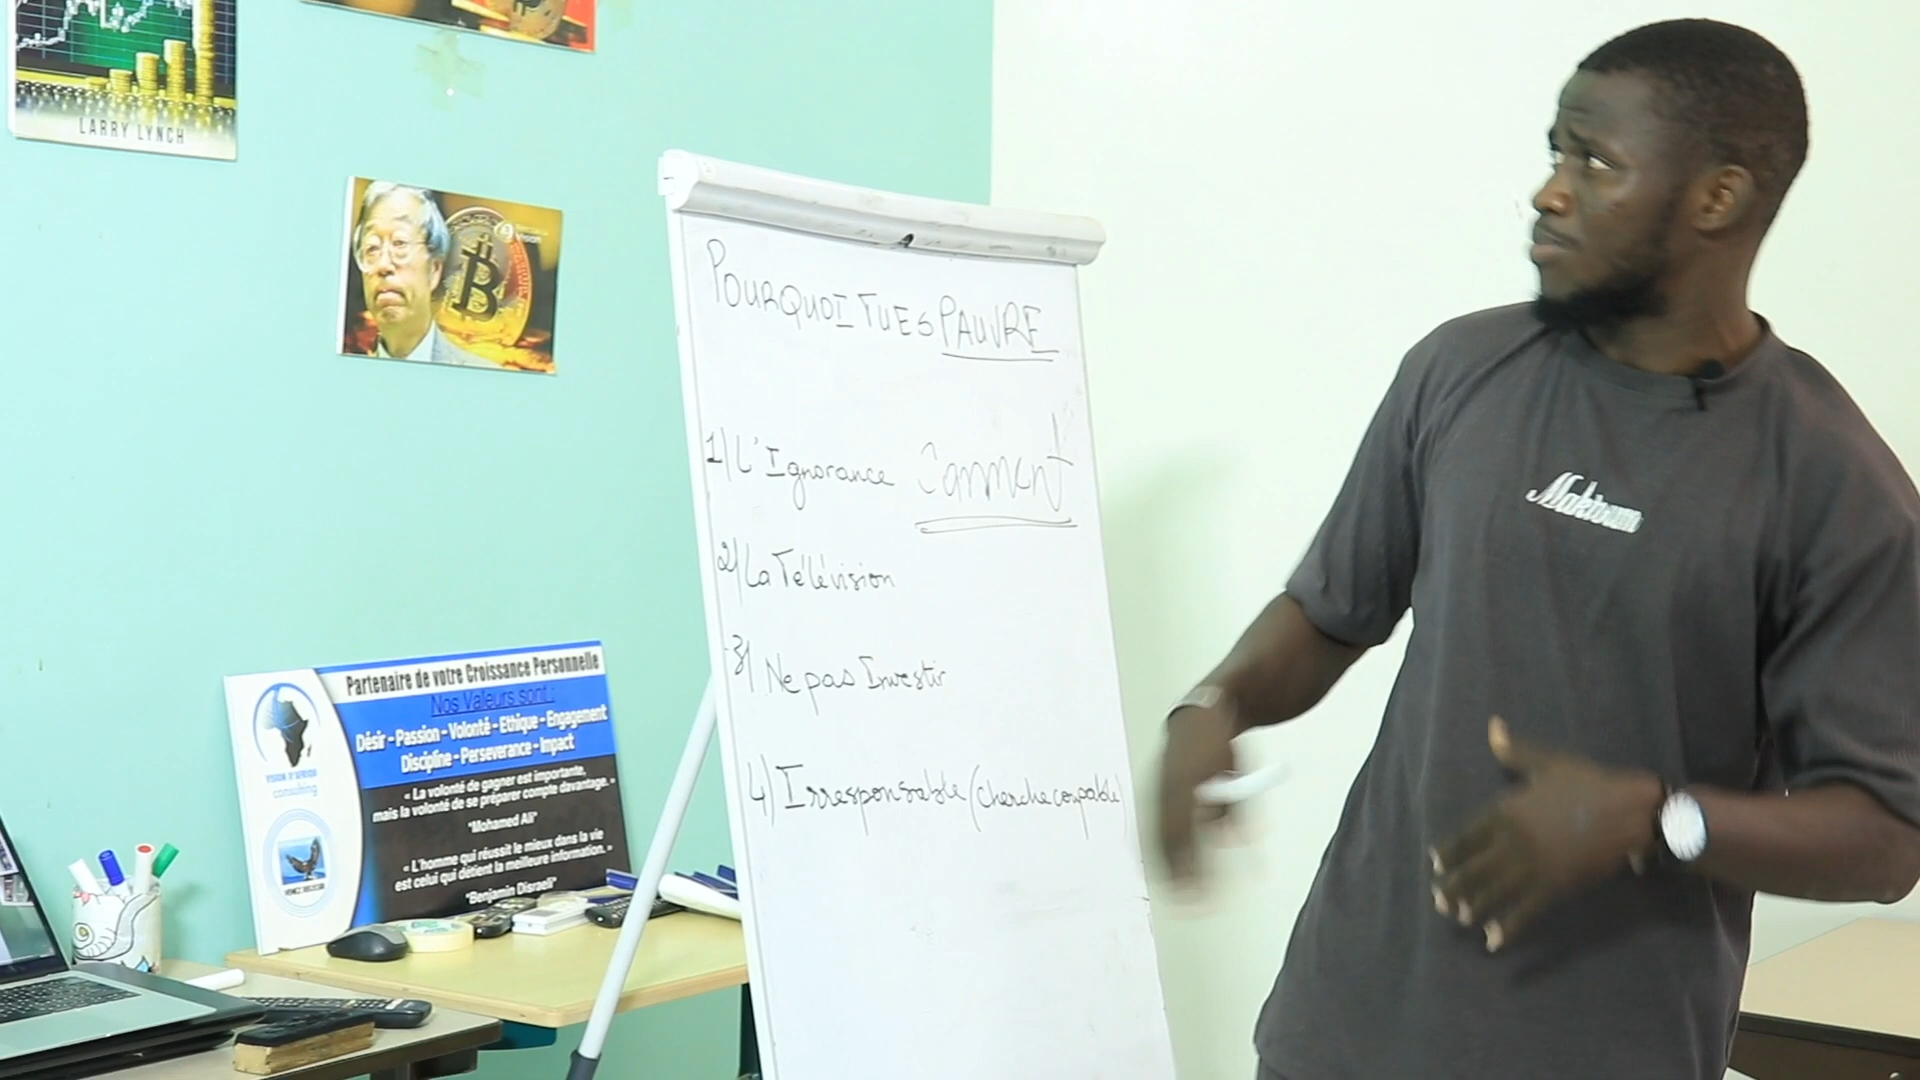 LARRY LYNCH
POURQUOI TU ES PAUVRE
1) L'Ignorance Comment
2) La Télévision
3) Ne pas Investir
4) Irresponsable (cherche coupable)
Partenaire de votre Croissance Personnelle
Nos Valeurs sont :
Désir - Passion - Volonté - Ethique - Engagement
Discipline - Perseverance - Impact
« La volonté de gagner est importante,
mais la volonté de se préparer compte davantage. »
"Mohamed Ali"
« L'homme qui réussit le mieux dans la vie
est celui qui détient la meilleure information. »
"Benjamin Disraeli"
VISION D'AFRIQUE
consulting
Maktoum